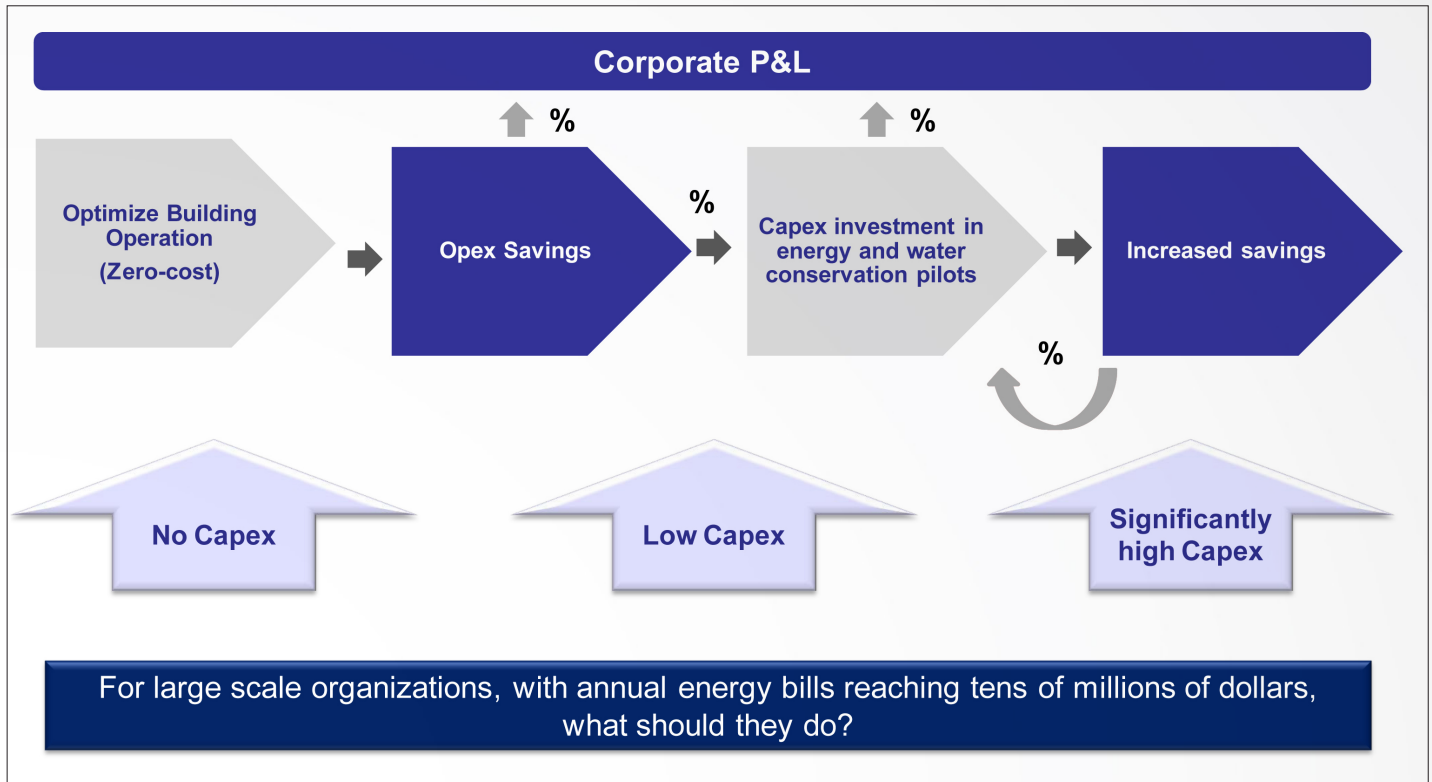 Corporate P&L
%
%
Optimize Building
Operation
(Zero-cost)
Opex Savings
%
Capex investment in
energy and water
conservation pilots
Increased savings
%
No Capex
Low Capex
Significantly
high Capex
For large scale organizations, with annual energy bills reaching tens of millions of dollars,
what should they do?